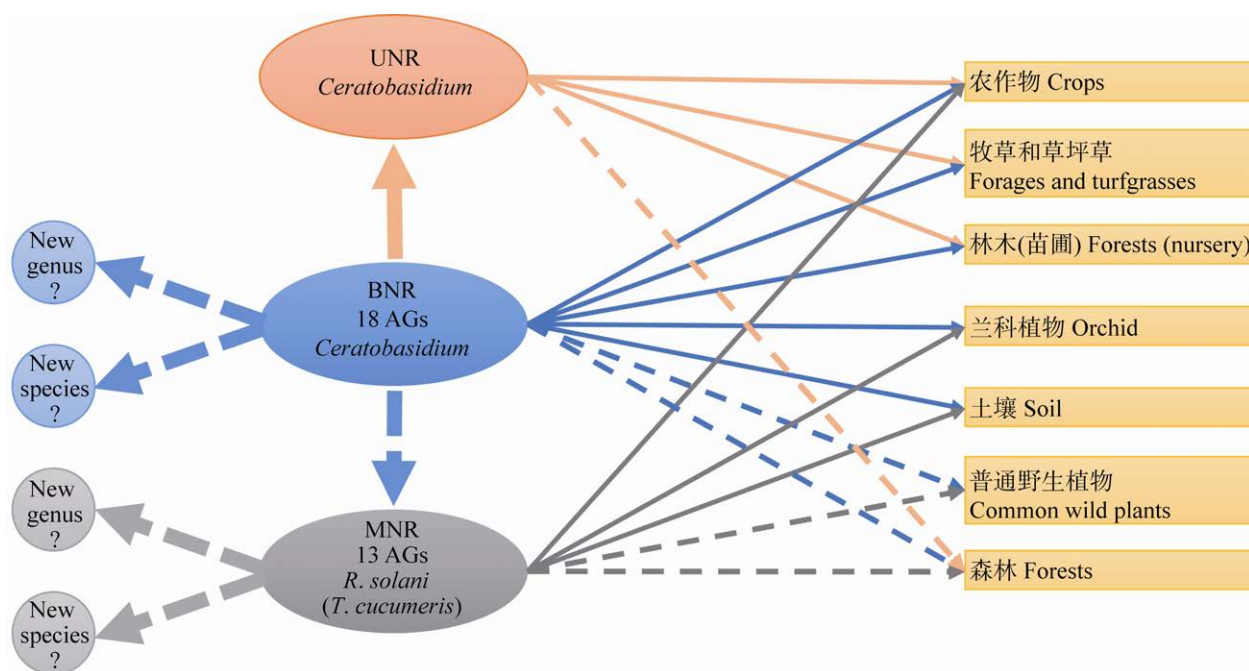 UNR
Ceratobasidium
New
genus
?
BNR
18 AGs
Ceratobasidium
New
species
?
New
genus
?
MNR
13 AGs
R. solani
(T. cucumeris)
New
species
?
农作物 Crops
牧草和草坪草
Forages and turfgrasses
林木(苗圃) Forests (nursery)
兰科植物 Orchid
土壤 Soil
普通野生植物
Common wild plants
森林 Forests